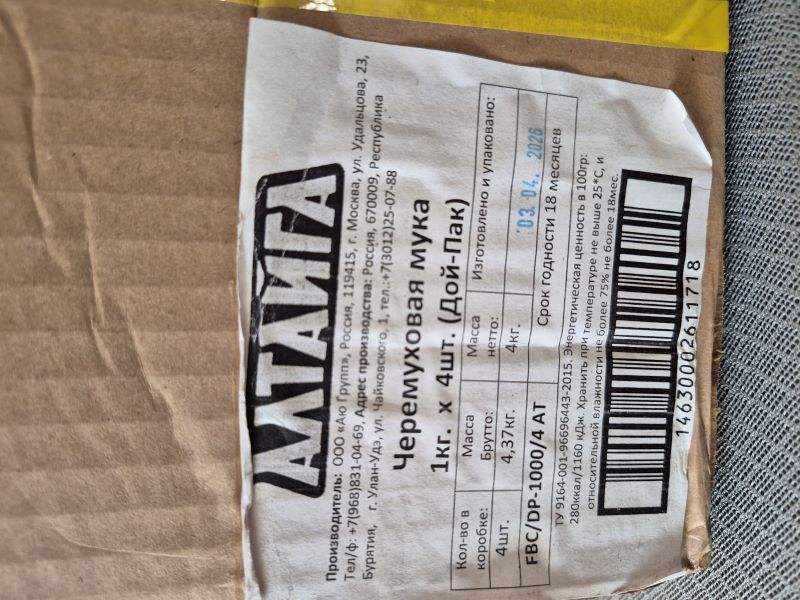 АЛТАЙГА
Производитель: ООО «Аю Групп», Россия, 119415, г. Москва, ул. Удальцова, 23,
Тел/ф: +7(968)831-04-69, Адрес производства: Россия, 670009, Республика
Бурятия, г. Улан-Удэ, ул. Чайковского, 1, тел.:+7(3012)25-07-88
Черемуховая мука
1кг. х 4шт. (Дой-Пак)
Кол-во в коробке: Масса Брутто: Масса нетто: Изготовлено и упаковано:
4шт. 4,37кг. 4кг. 03.04.2026
FBC/DP-1000/4 АТ Срок годности 18 месяцев
ТУ 9164-001-96696443-2015. Энергетическая ценность в 100гр:
280ккал/1160 кДж. Хранить при температуре не выше 25*С, и
относительной влажности не более 75% не более 18мес.
14630002611718